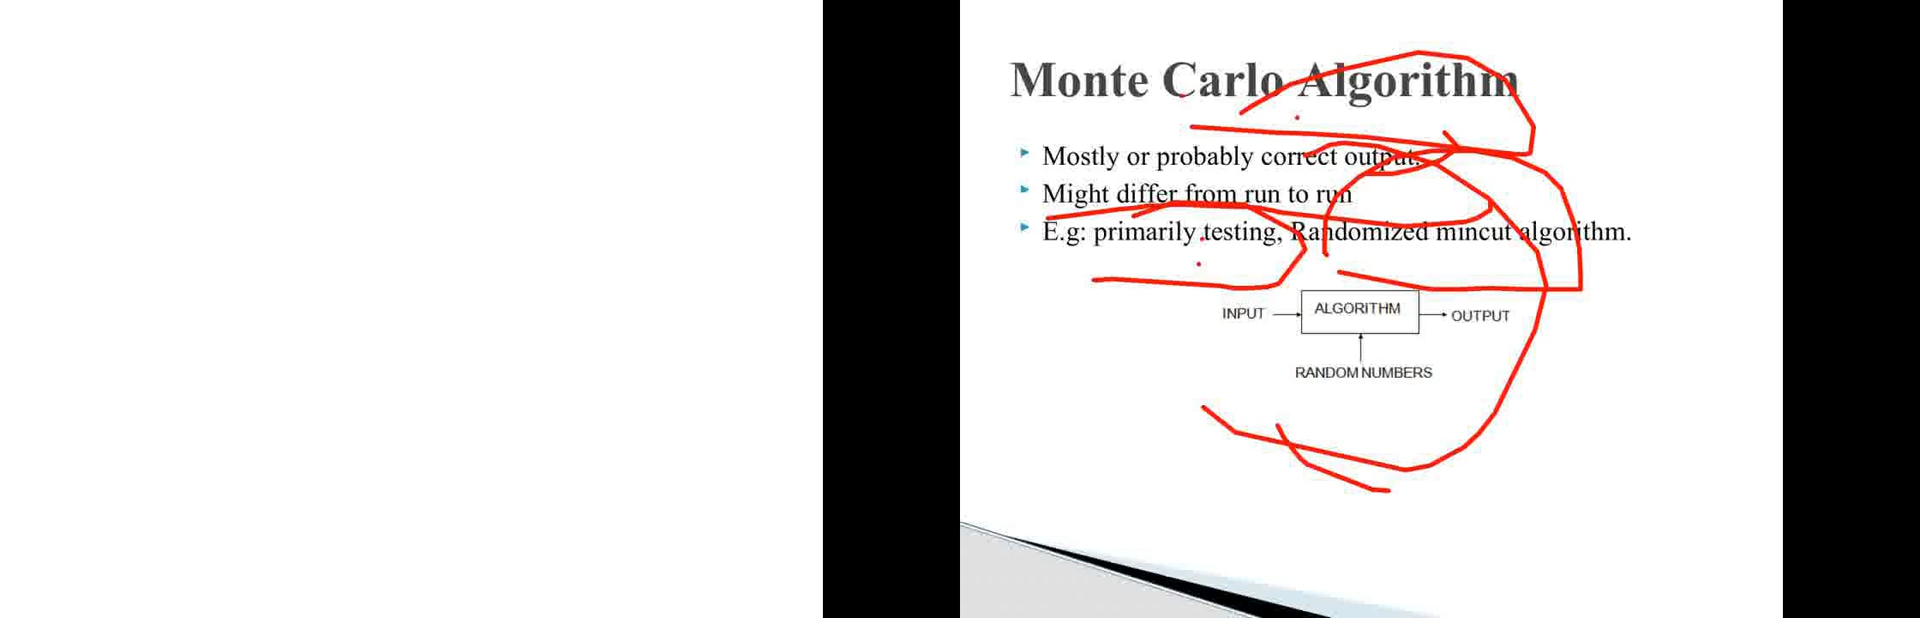 Monte Carlo Algorithm
Mostly or probably correct output.
Might differ from run to run
E.g: primarily testing, Randomized mincut algorithm.
INPUT
ALGORITHM
OUTPUT
RANDOM NUMBERS